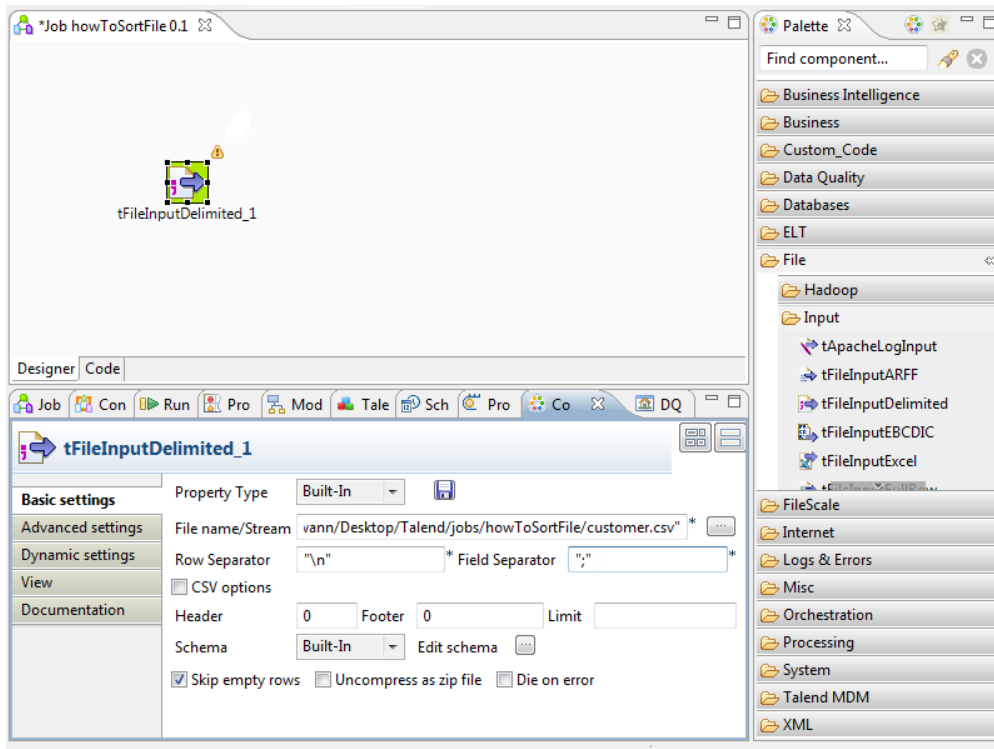 *Job howToSortFile 0.1
tFileInputDelimited_1
Designer Code
Job Con Run Pro Mod Tale Sch Pro Co DQ
tFileInputDelimited_1
Basic settings
Advanced settings
Dynamic settings
View
Documentation
Property Type Built-In
File name/Stream vann/Desktop/Talend/jobs/howToSortFile/customer.csv" * ...
Row Separator "\n" * Field Separator ";" *
CSV options
Header 0 Footer 0 Limit
Schema Built-In Edit schema ...
Skip empty rows Uncompress as zip file Die on error
Palette
Find component...
Business Intelligence
Business
Custom_Code
Data Quality
Databases
ELT
File
Hadoop
Input
tApacheLogInput
tFileInputARFF
tFileInputDelimited
tFileInputEBCDIC
tFileInputExcel
FileScale
Internet
Logs & Errors
Misc
Orchestration
Processing
System
Talend MDM
XML